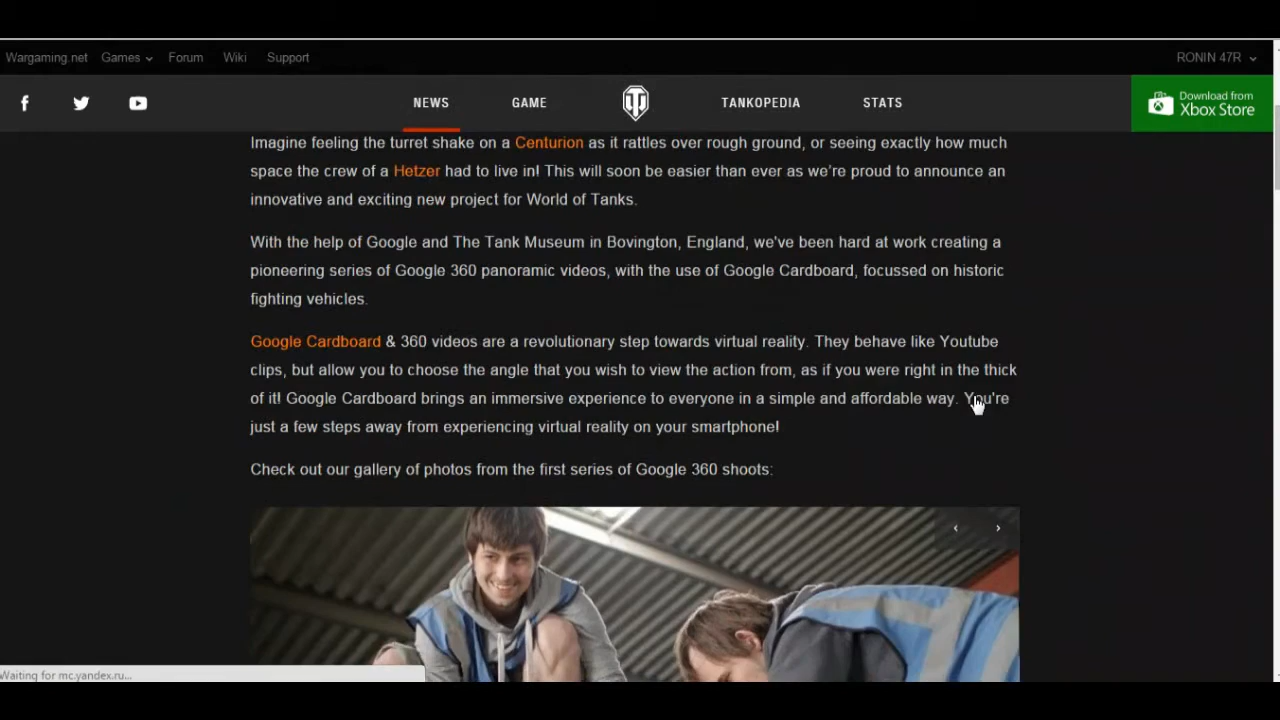 Wargaming.net Games Forum Wiki Support RONIN 47R
NEWS GAME TANKOPEDIA STATS Download from
Xbox Store
Imagine feeling the turret shake on a Centurion as it rattles over rough ground, or seeing exactly how much
space the crew of a Hetzer had to live in! This will soon be easier than ever as we're proud to announce an
innovative and exciting new project for World of Tanks.
With the help of Google and The Tank Museum in Bovington, England, we've been hard at work creating a
pioneering series of Google 360 panoramic videos, with the use of Google Cardboard, focussed on historic
fighting vehicles.
Google Cardboard & 360 videos are a revolutionary step towards virtual reality. They behave like Youtube
clips, but allow you to choose the angle that you wish to view the action from, as if you were right in the thick
of it! Google Cardboard brings an immersive experience to everyone in a simple and affordable way. You're
just a few steps away from experiencing virtual reality on your smartphone!
Check out our gallery of photos from the first series of Google 360 shoots:
Waiting for mc.yandex.ru...